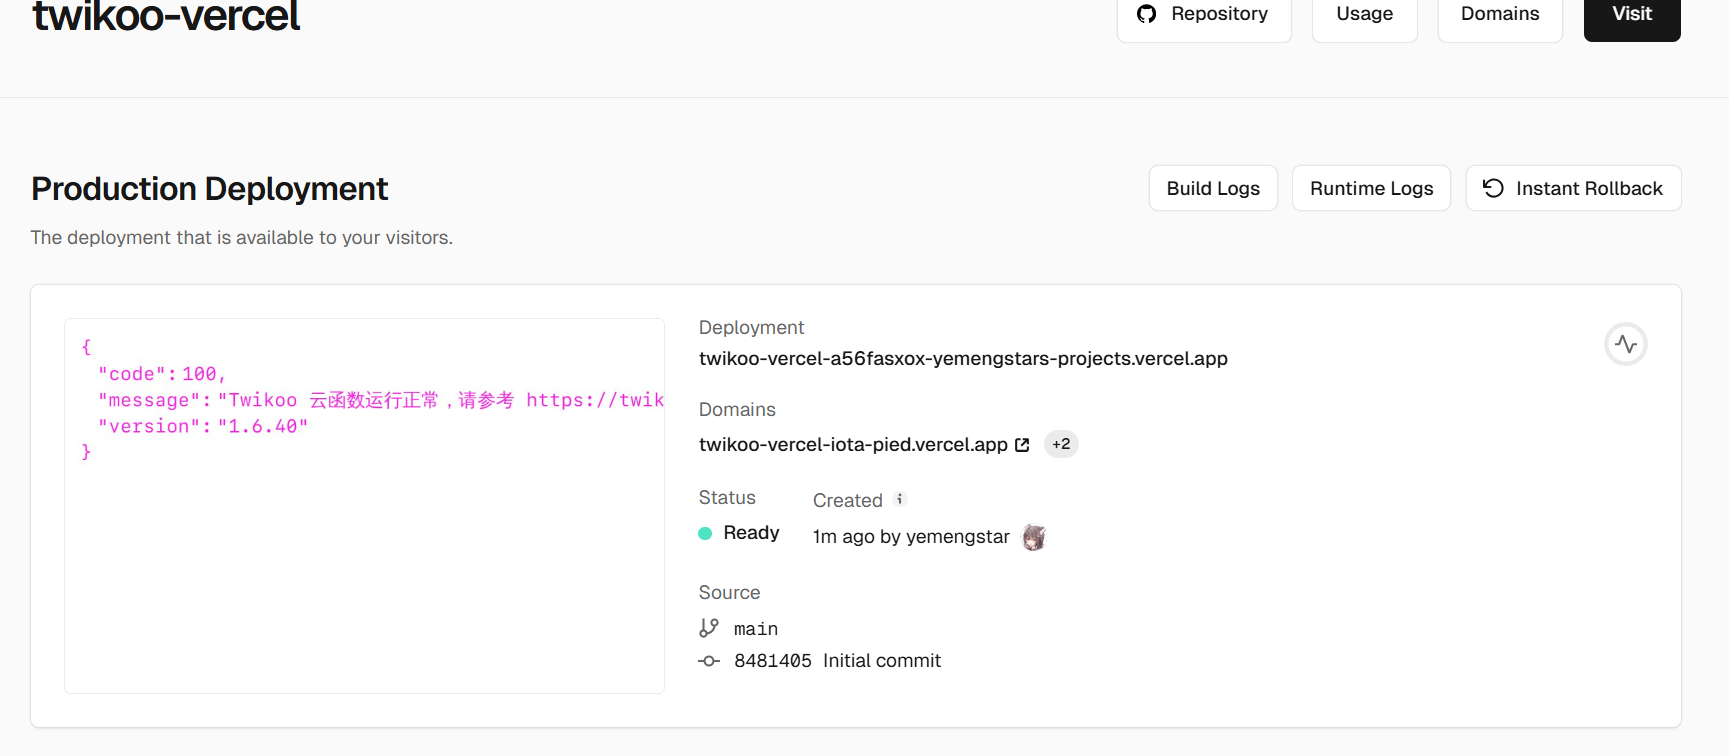 twikoo-vercel
Repository
Usage
Domains
Visit
Production Deployment
Build Logs
Runtime Logs
Instant Rollback
The deployment that is available to your visitors.
{
"code": 100,
"message": "Twikoo 云函数运行正常，请参考 https://twik
"version": "1.6.40"
}
Deployment
twikoo-vercel-a56fasxox-yemengstars-projects.vercel.app
Domains
twikoo-vercel-iota-pied.vercel.app
+2
Status
Created
Ready
1m ago by yemengstar
Source
main
8481405 Initial commit